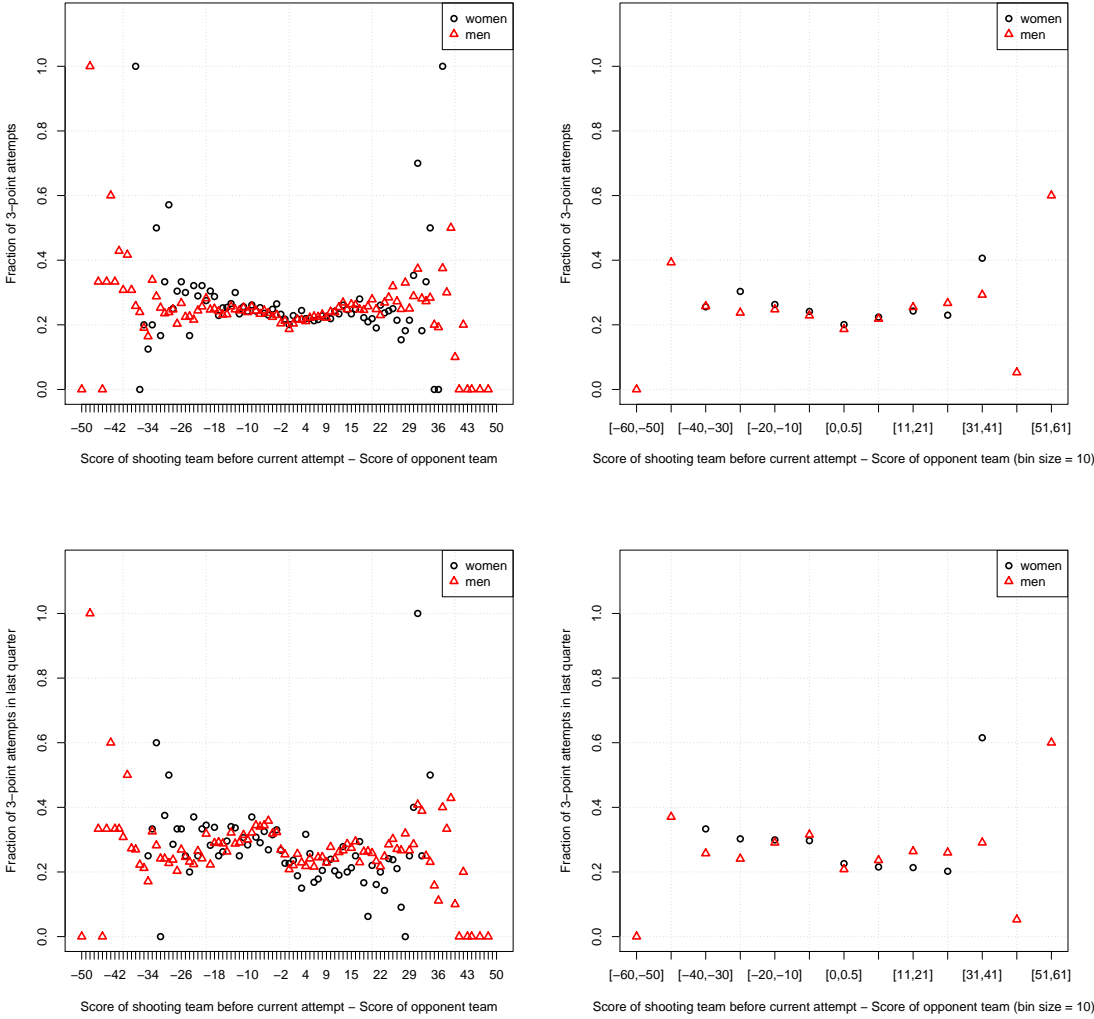 women
men
Fraction of 3−point attempts
1.0
0.8
0.6
0.4
0.2
0.0
−50 −42 −34 −26 −18 −10 −2 4 9 15 22 29 36 43 50
Score of shooting team before current attempt − Score of opponent team
women
men
Fraction of 3−point attempts
1.0
0.8
0.6
0.4
0.2
0.0
[−60,−50] [−40,−30] [−20,−10] [0,0.5] [11,21] [31,41] [51,61]
Score of shooting team before current attempt − Score of opponent team (bin size = 10)
women
men
Fraction of 3−point attempts in last quarter
1.0
0.8
0.6
0.4
0.2
0.0
−50 −42 −34 −26 −18 −10 −2 4 9 15 22 29 36 43 50
Score of shooting team before current attempt − Score of opponent team
women
men
Fraction of 3−point attempts in last quarter
1.0
0.8
0.6
0.4
0.2
0.0
[−60,−50] [−40,−30] [−20,−10] [0,0.5] [11,21] [31,41] [51,61]
Score of shooting team before current attempt − Score of opponent team (bin size = 10)